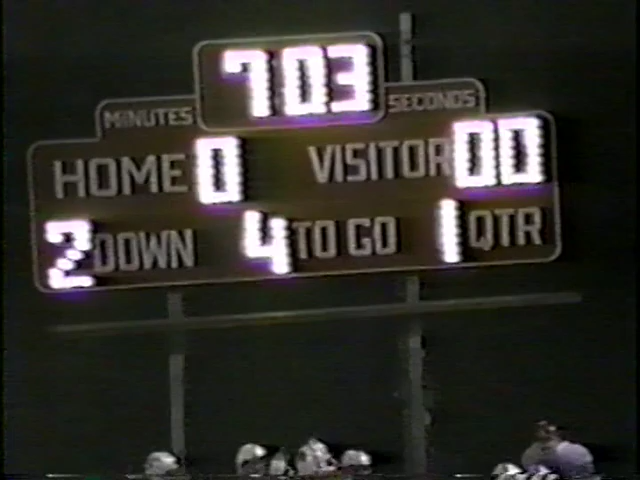 MINUTES 703 SECONDS
HOME 0 VISITOR 00
2 DOWN 4 TO GO 1 QTR